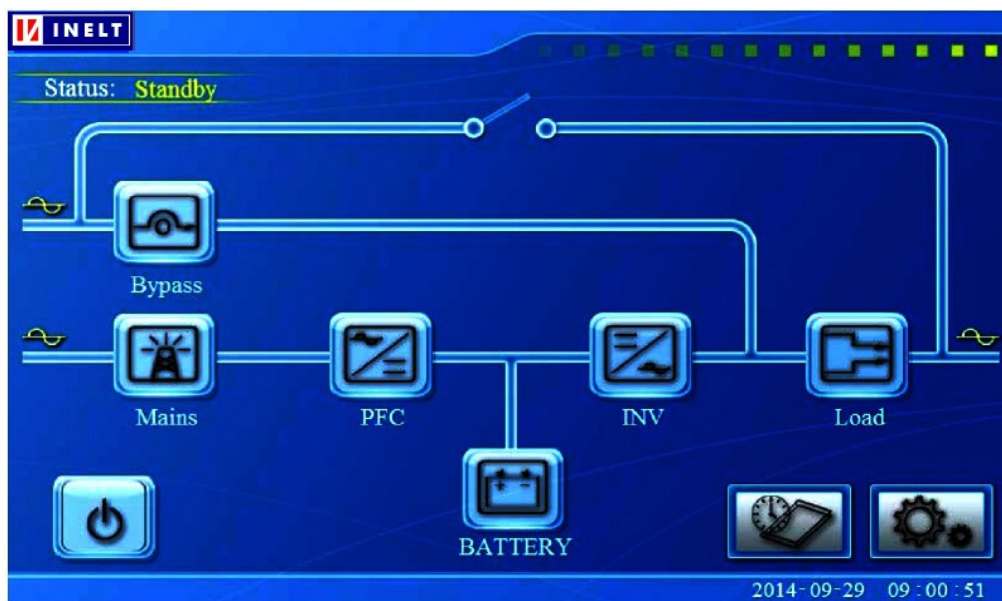 INELT
Status: Standby
Bypass
Mains
PFC
INV
Load
BATTERY
2014-09-29 09:00:51